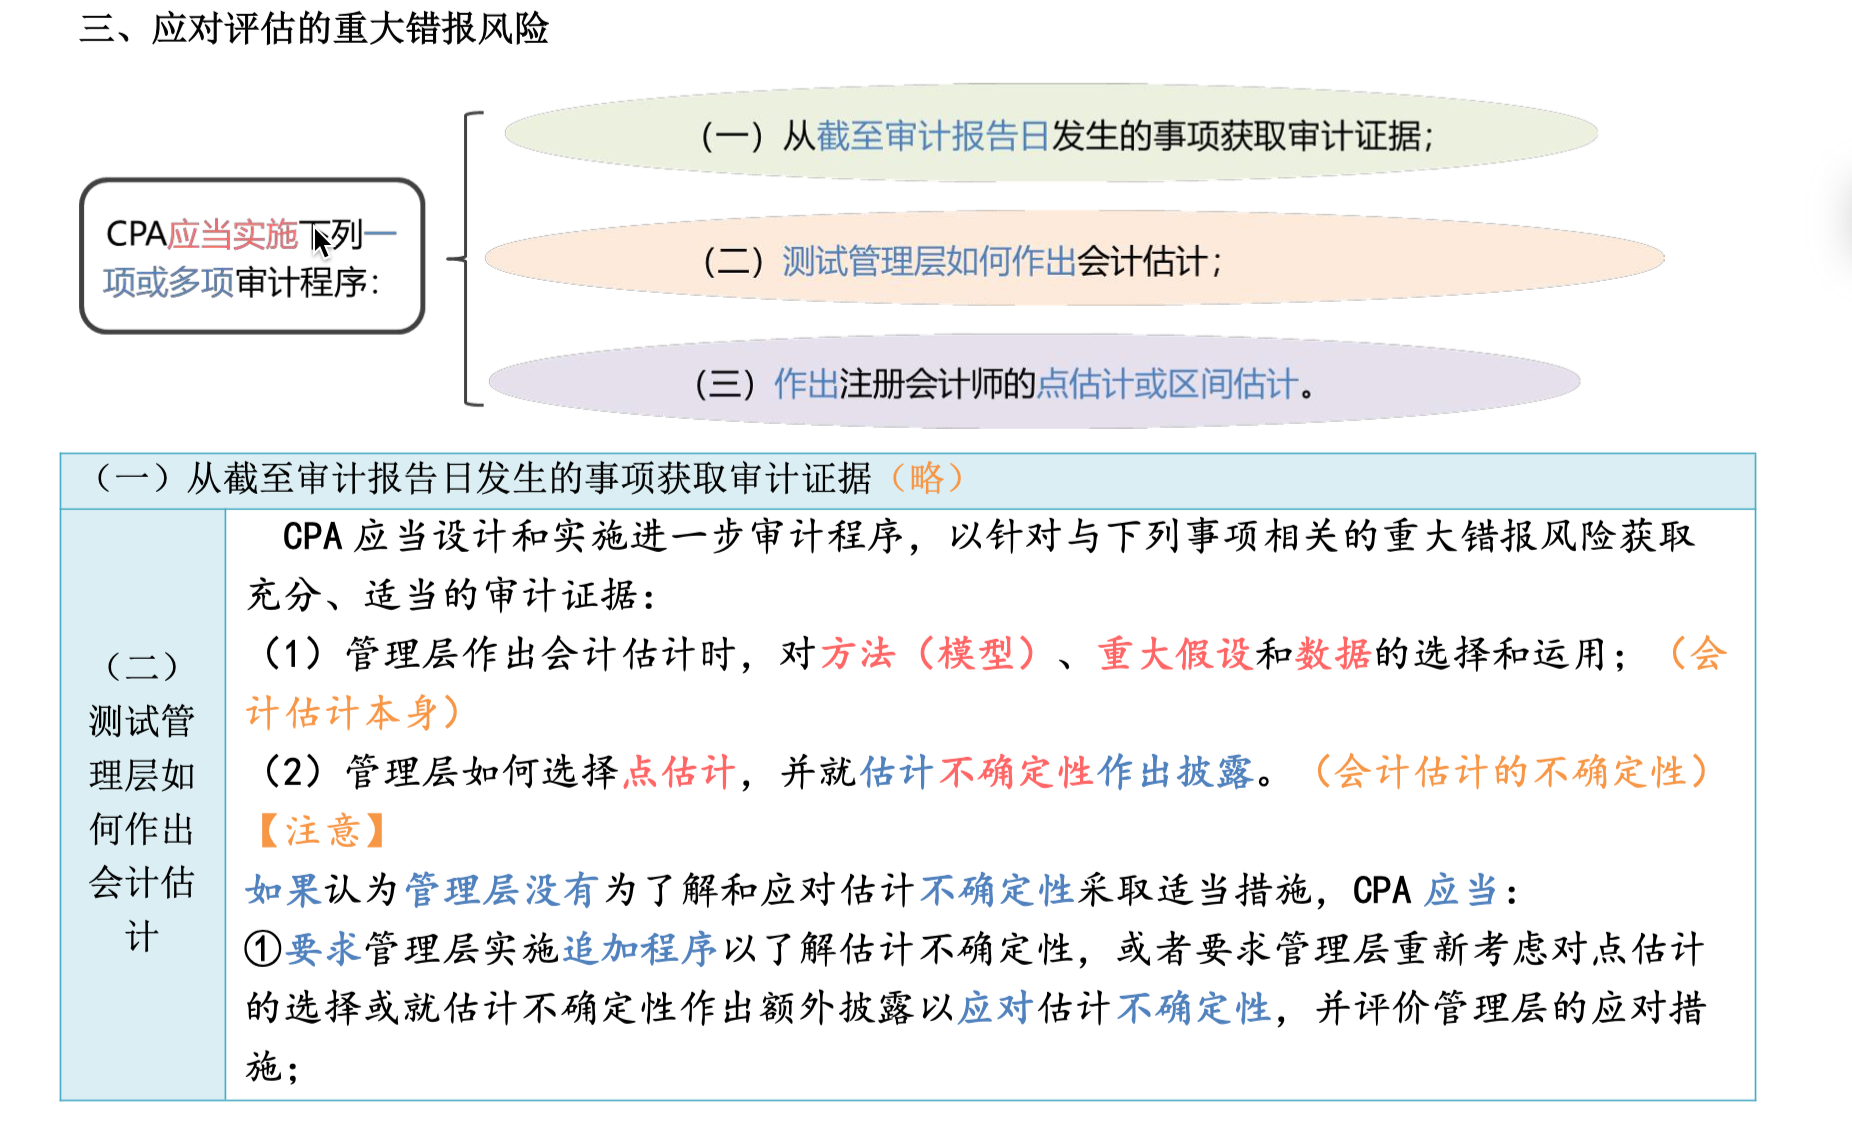 三、应对评估的重大错报风险
CPA应当实施下列一
项或多项审计程序：
（一）从截至审计报告日发生的事项获取审计证据；
（二）测试管理层如何作出会计估计；
（三）作出注册会计师的点估计或区间估计。
（一）从截至审计报告日发生的事项获取审计证据（略）
（二）
测试管
理层如
何作出
会计估
计
CPA 应当设计和实施进一步审计程序，以针对与下列事项相关的重大错报风险获取
充分、适当的审计证据：
（1）管理层作出会计估计时，对方法（模型）、重大假设和数据的选择和运用；（会
计估计本身）
（2）管理层如何选择点估计，并就估计不确定性作出披露。（会计估计的不确定性）
【注意】
如果认为管理层没有为了解和应对估计不确定性采取适当措施，CPA 应当：
①要求管理层实施追加程序以了解估计不确定性，或者要求管理层重新考虑对点估计
的选择或就估计不确定性作出额外披露以应对估计不确定性，并评价管理层的应对措
施；